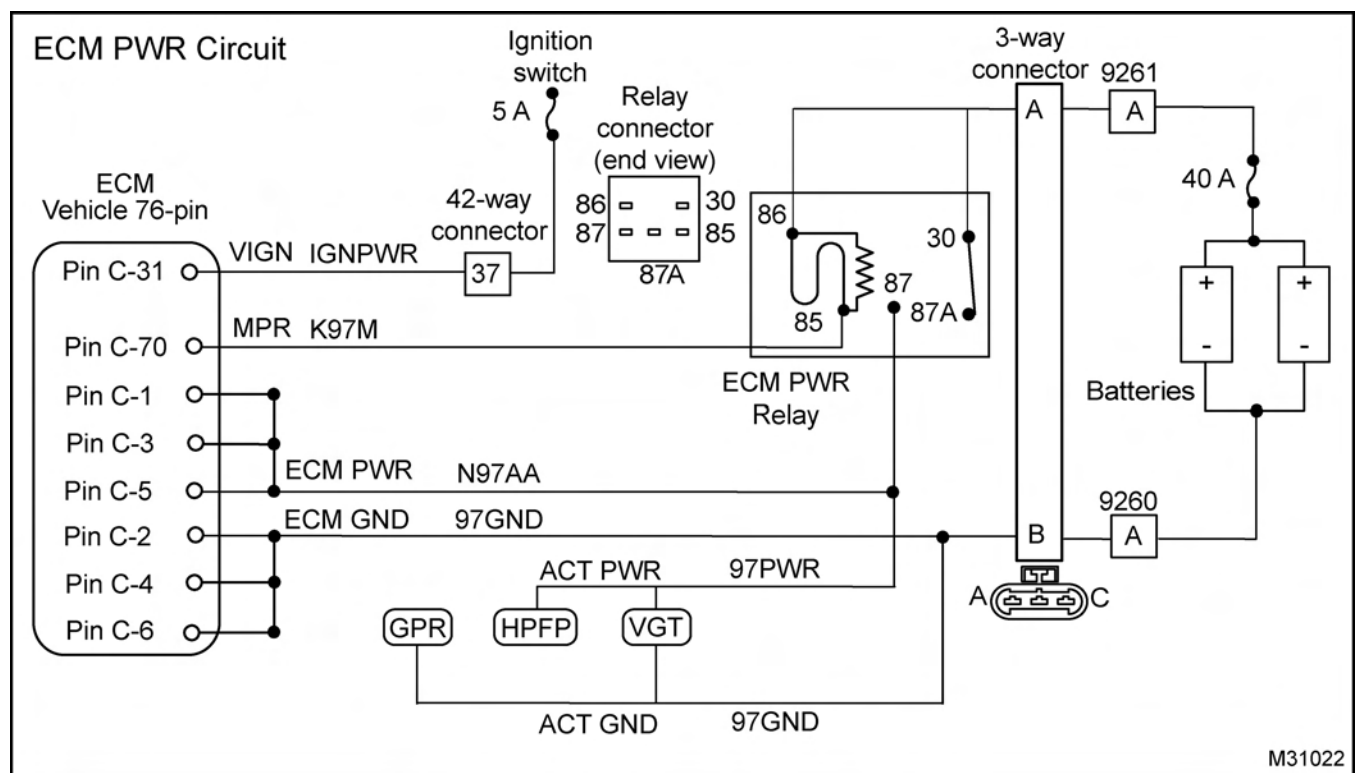 ECM PWR Circuit
Ignition
switch
5 A
Relay
connector
(end view)
86
30
87
85
87A
3-way
connector
9261
A
A
40 A
ECM
Vehicle 76-pin
42-way
connector
37
Pin C-31
VIGN IGNPWR
Pin C-70
MPR K97M
Pin C-1
Pin C-3
Pin C-5
ECM PWR N97AA
Pin C-2
ECM GND 97GND
Pin C-4
Pin C-6
86
30
87
85
87A
ECM PWR
Relay
+
+
-
-
Batteries
B
9260
A
A
C
ACT PWR 97PWR
GPR
HPFP
VGT
ACT GND 97GND
M31022